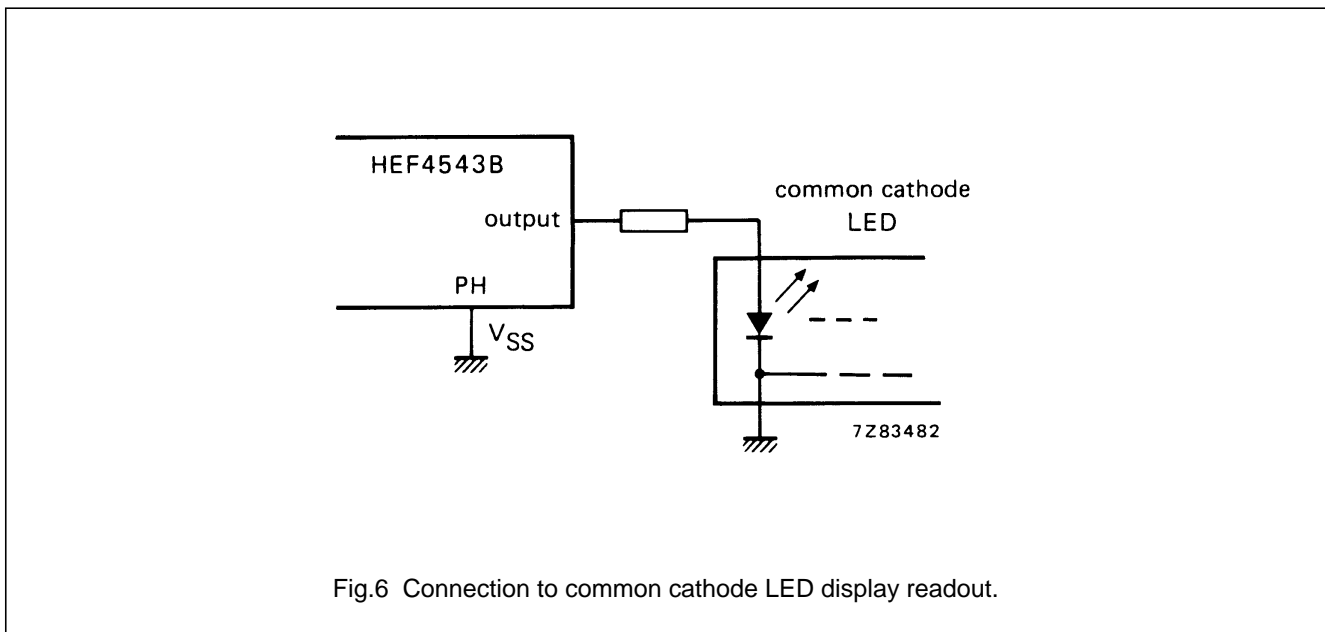 HEF4543B
output
PH
VSS
common cathode
LED
7Z83482
Fig.6 Connection to common cathode LED display readout.